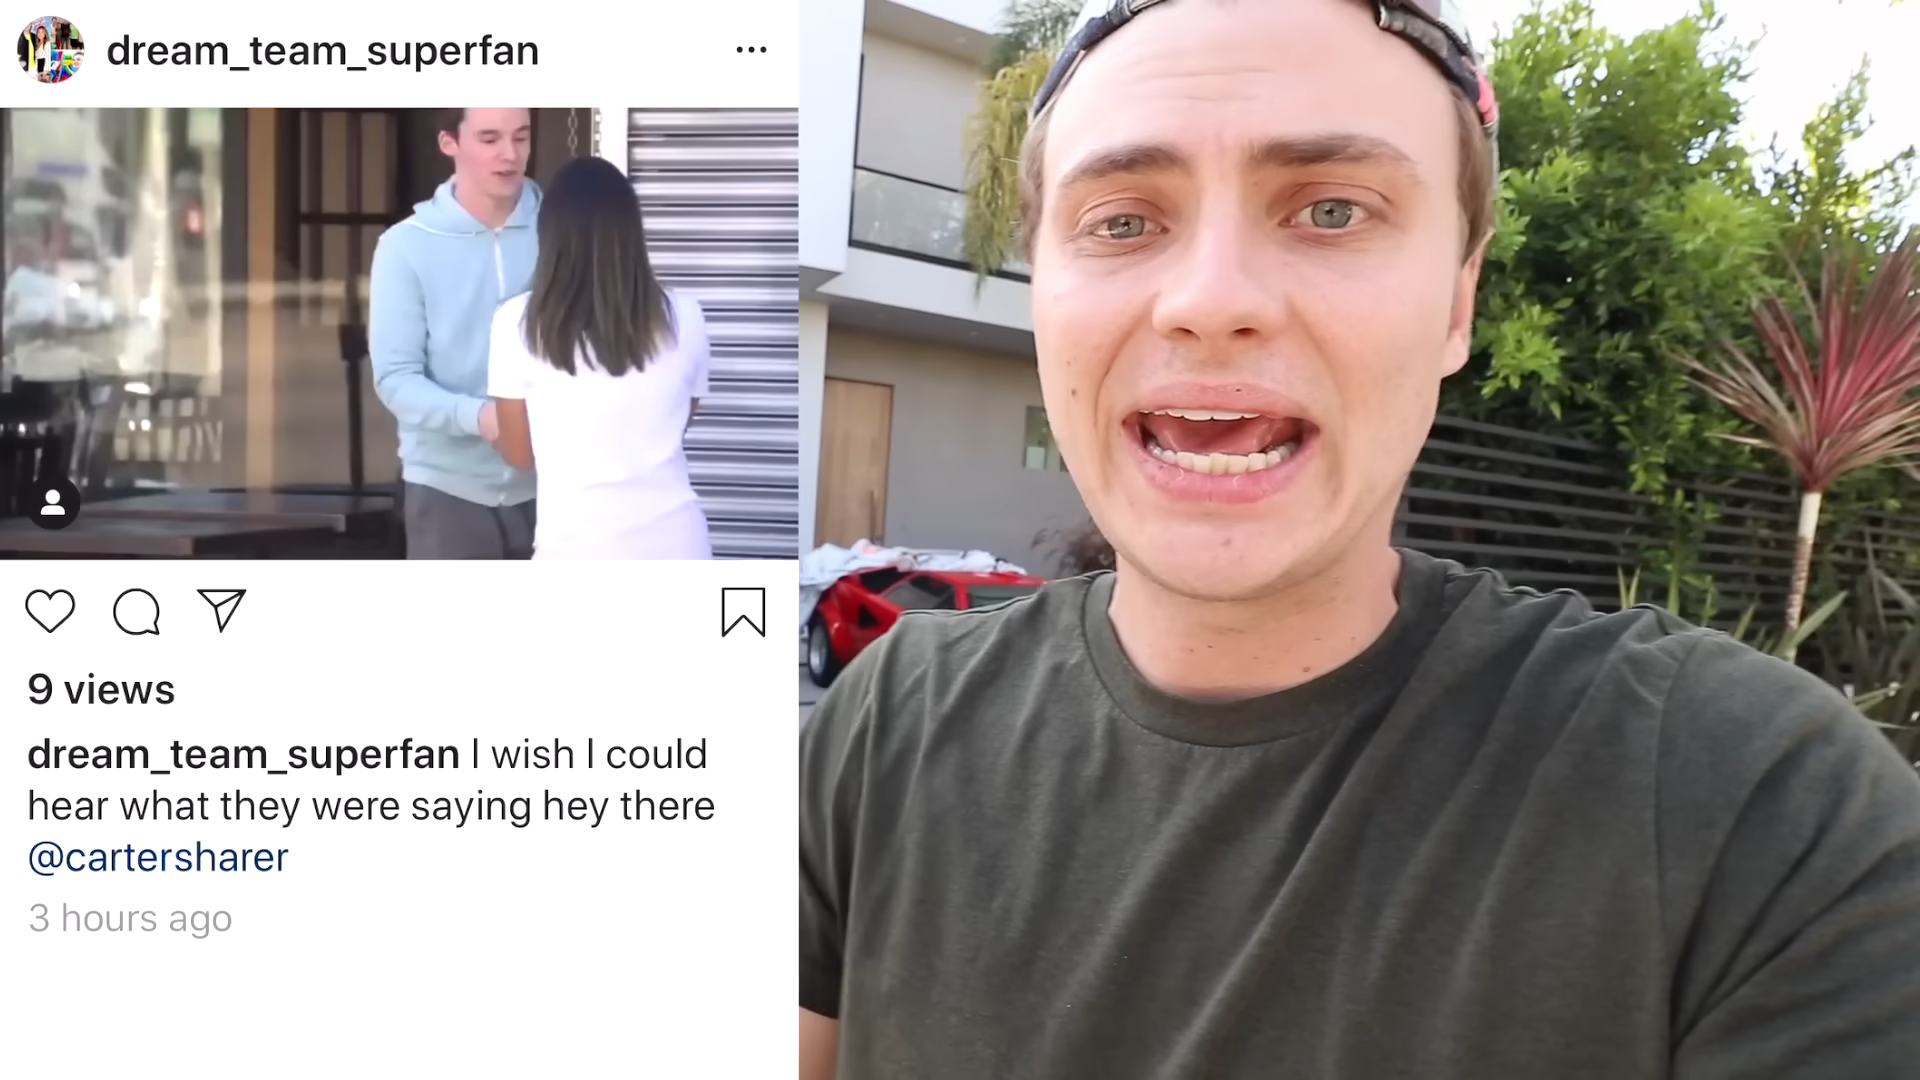 dream_team_superfan
9 views
dream_team_superfan I wish I could
hear what they were saying hey there
@cartersharer
3 hours ago